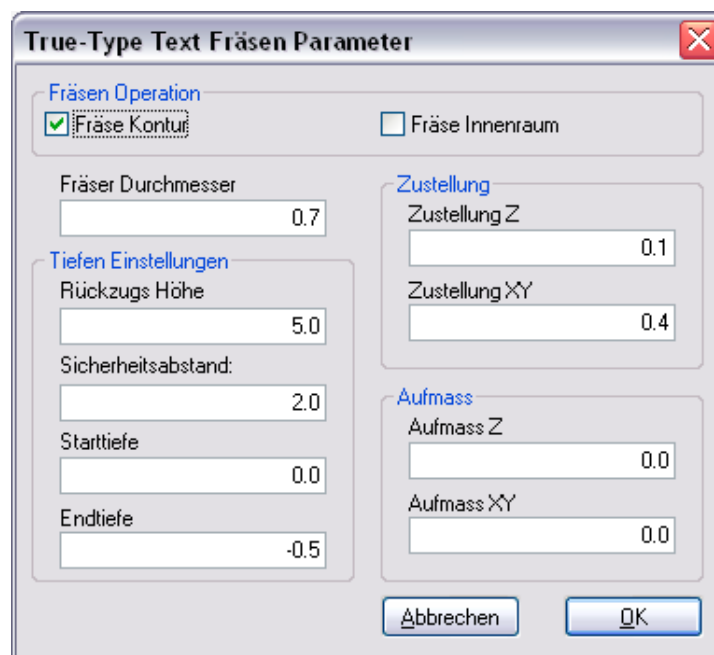 True-Type Text Fräsen Parameter
Fräsen Operation
Fräse Kontur
Fräse Innenraum
Fräser Durchmesser
0.7
Tiefen Einstellungen
Rückzugs Höhe
5.0
Sicherheitsabstand:
2.0
Starttiefe
0.0
Endtiefe
-0.5
Zustellung
Zustellung Z
0.1
Zustellung XY
0.4
Aufmass
Aufmass Z
0.0
Aufmass XY
0.0
Abbrechen
OK